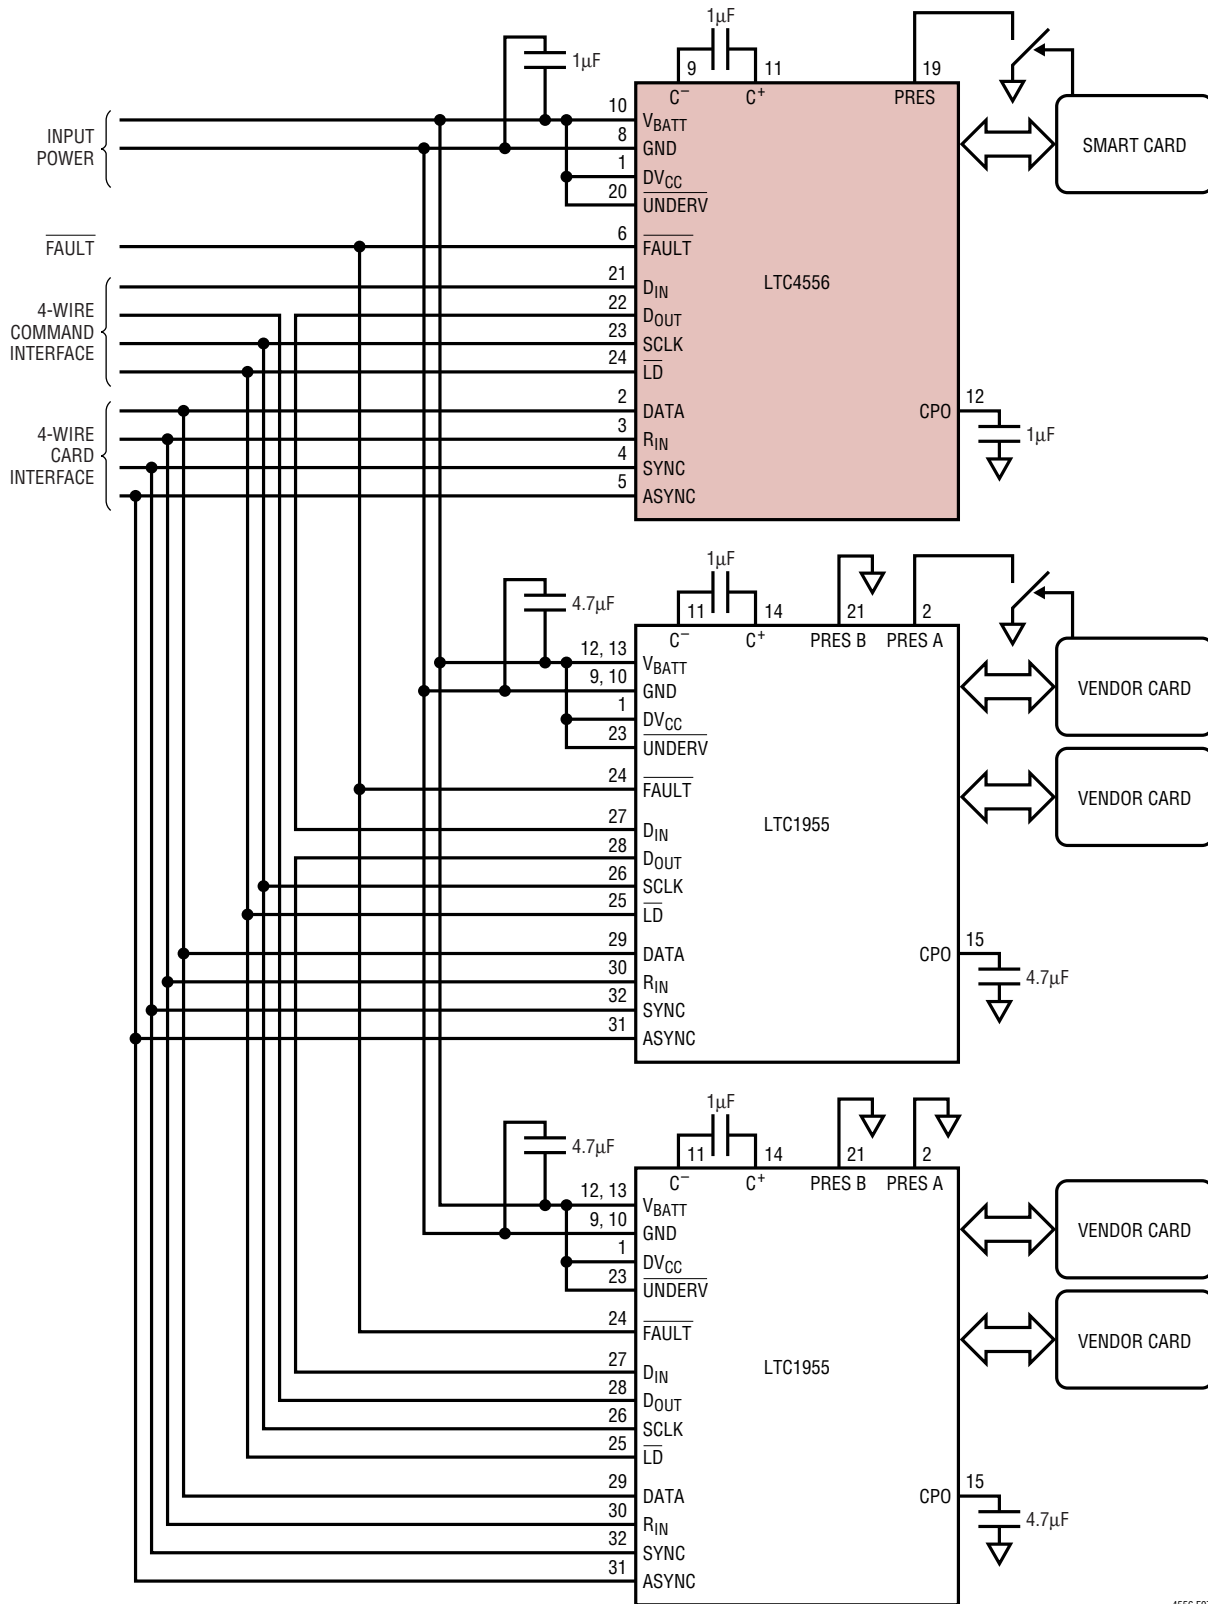 1µF
1µF
9
11
19
C–
C+
PRES
INPUT
POWER
10
VBATT
8
GND
1
DVCC
20
UNDERV
SMART CARD
FAULT
6
FAULT
LTC4556
4-WIRE
COMMAND
INTERFACE
21
DIN
22
DOUT
23
SCLK
24
LD
4-WIRE
CARD
INTERFACE
2
DATA
3
RIN
4
SYNC
5
ASYNC
CPO
12
1µF
1µF
4.7µF
11
14
21
2
C–
C+
PRES B
PRES A
12, 13
VBATT
9, 10
GND
1
DVCC
23
UNDERV
VENDOR CARD
24
FAULT
LTC1955
VENDOR CARD
27
DIN
28
DOUT
26
SCLK
25
LD
29
DATA
30
RIN
32
SYNC
31
ASYNC
CPO
15
4.7µF
1µF
4.7µF
11
14
21
2
C–
C+
PRES B
PRES A
12, 13
VBATT
9, 10
GND
1
DVCC
23
UNDERV
VENDOR CARD
24
FAULT
LTC1955
VENDOR CARD
27
DIN
28
DOUT
26
SCLK
25
LD
29
DATA
30
RIN
32
SYNC
31
ASYNC
CPO
15
4.7µF